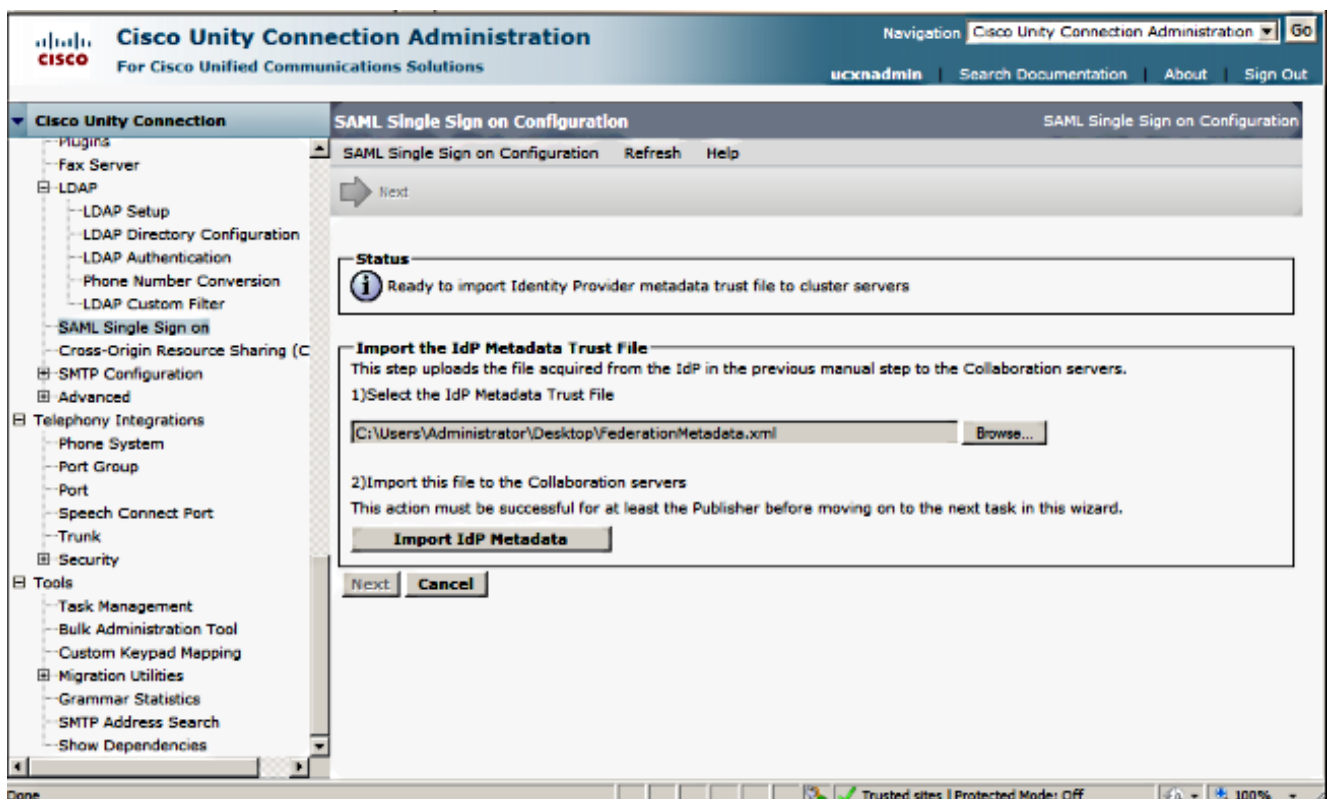 Cisco Unity Connection Administration
For Cisco Unified Communications Solutions
CISCO
Navigation Cisco Unity Connection Administration Go
ucxnadmin | Search Documentation | About | Sign Out
Cisco Unity Connection
Plugins
Fax Server
LDAP
LDAP Setup
LDAP Directory Configuration
LDAP Authentication
Phone Number Conversion
LDAP Custom Filter
SAML Single Sign on
Cross-Origin Resource Sharing (C
SMTP Configuration
Advanced
Telephony Integrations
Phone System
Port Group
Port
Speech Connect Port
Trunk
Security
Tools
Task Management
Bulk Administration Tool
Custom Keypad Mapping
Migration Utilities
Grammar Statistics
SMTP Address Search
Show Dependencies
SAML Single Sign on Configuration
SAML Single Sign on Configuration
SAML Single Sign on Configuration Refresh Help
Next
Status
Ready to import Identity Provider metadata trust file to cluster servers
Import the IdP Metadata Trust File
This step uploads the file acquired from the IdP in the previous manual step to the Collaboration servers.
1)Select the IdP Metadata Trust File
C:\Users\Administrator\Desktop\FederationMetadata.xml Browse...
2)Import this file to the Collaboration servers
This action must be successful for at least the Publisher before moving on to the next task in this wizard.
Import IdP Metadata
Next Cancel
Done
Trusted sites | Protected Mode: Off
100%